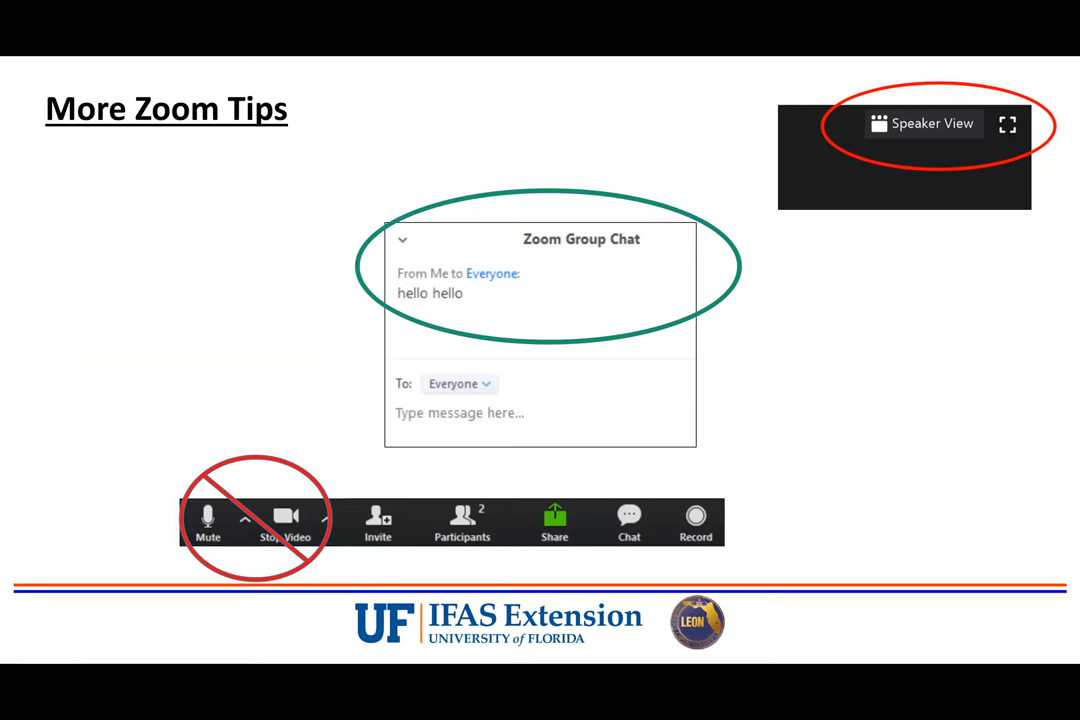 More Zoom Tips
Speaker View
Zoom Group Chat
From Me to Everyone:
hello hello
To: Everyone
Type message here...
Mute Stop Video Invite Participants 2 Share Chat Record
UF IFAS Extension
UNIVERSITY of FLORIDA
LEON